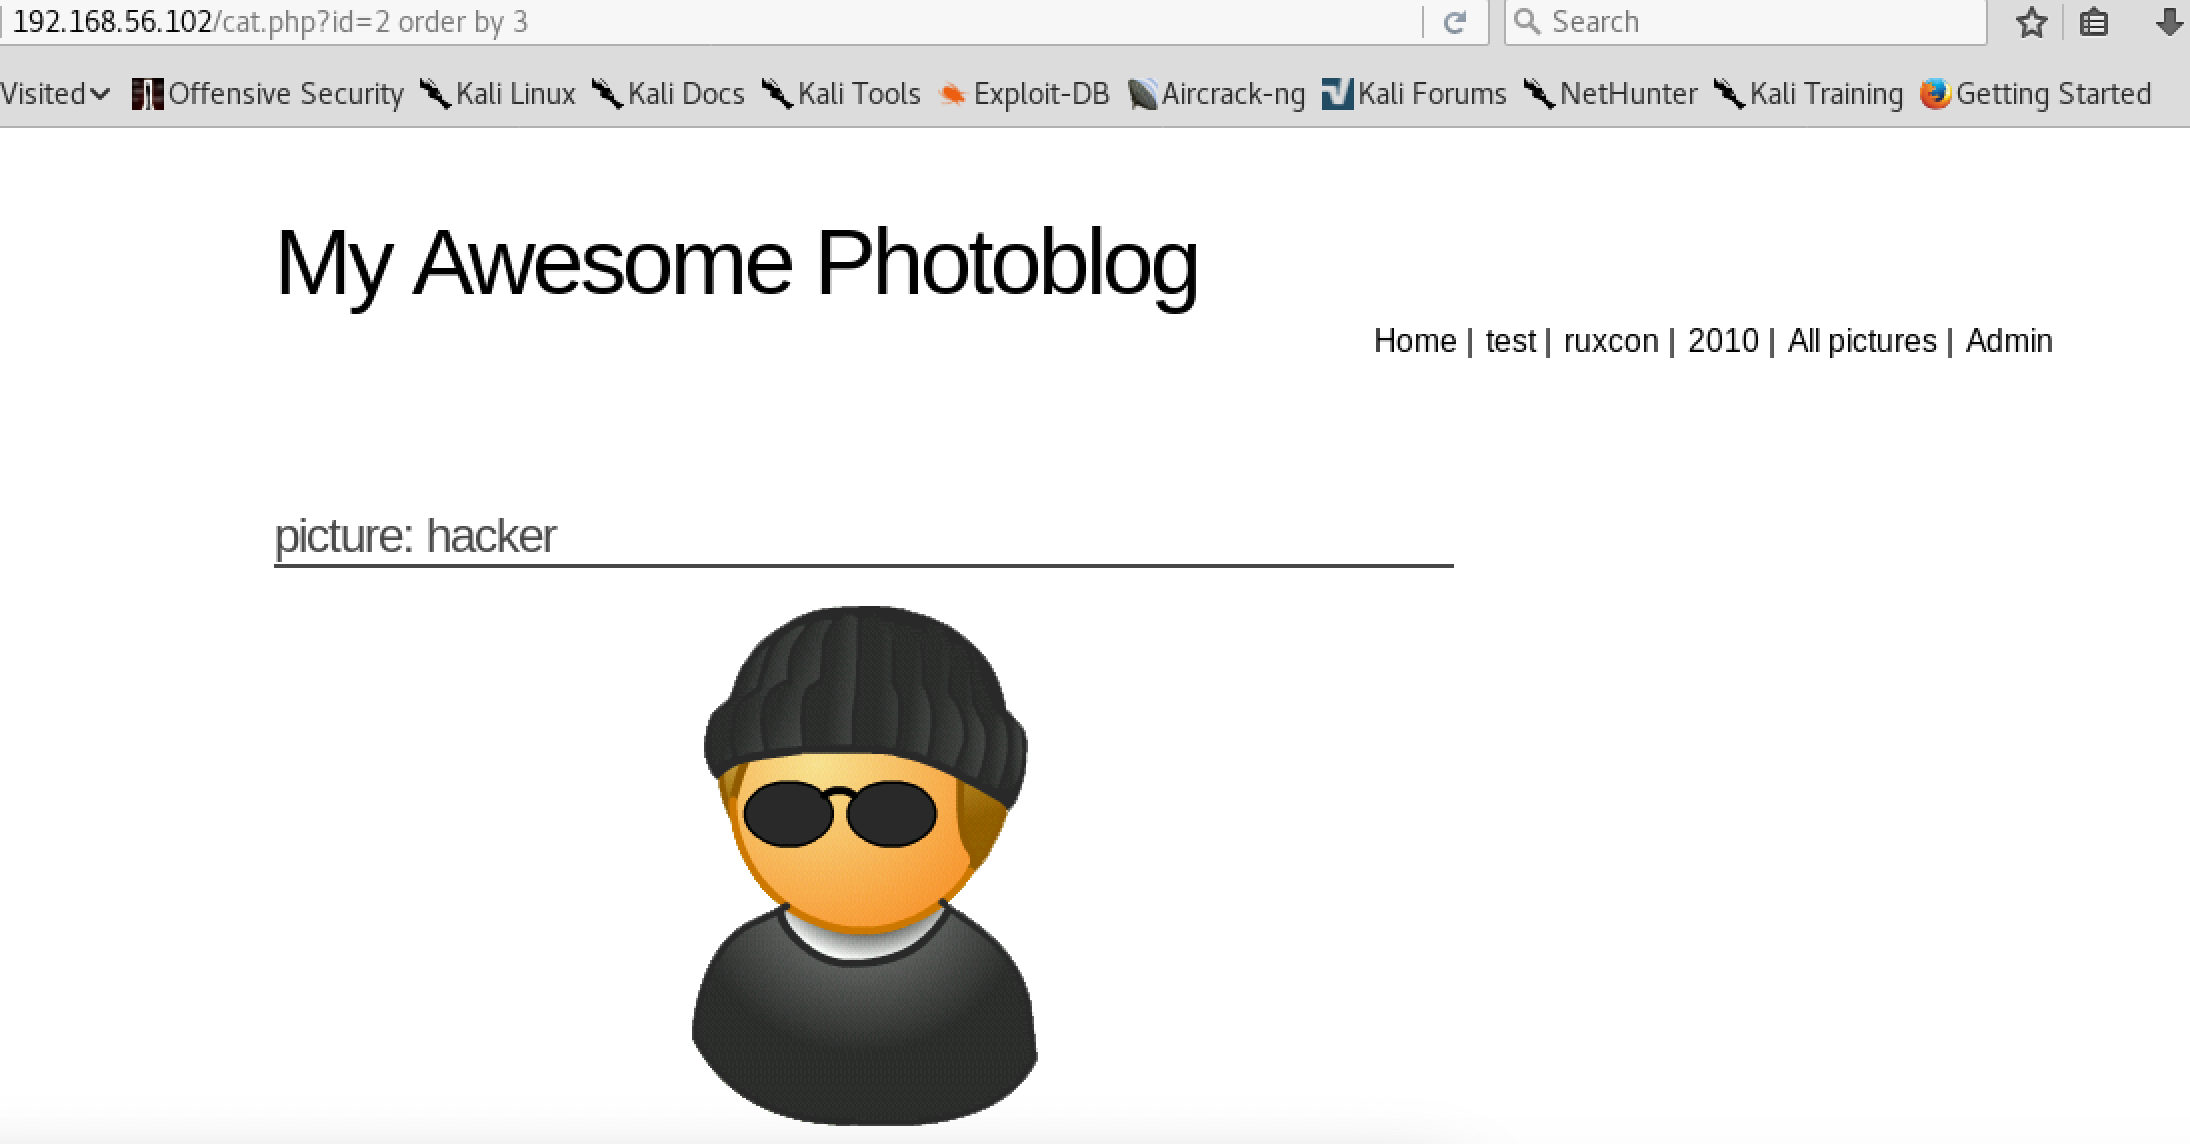 192.168.56.102/cat.php?id=2 order by 3
Search
Visited Offensive Security Kali Linux Kali Docs Kali Tools Exploit-DB Aircrack-ng Kali Forums NetHunter Kali Training Getting Started
My Awesome Photoblog
Home | test | ruxcon | 2010 | All pictures | Admin
picture: hacker